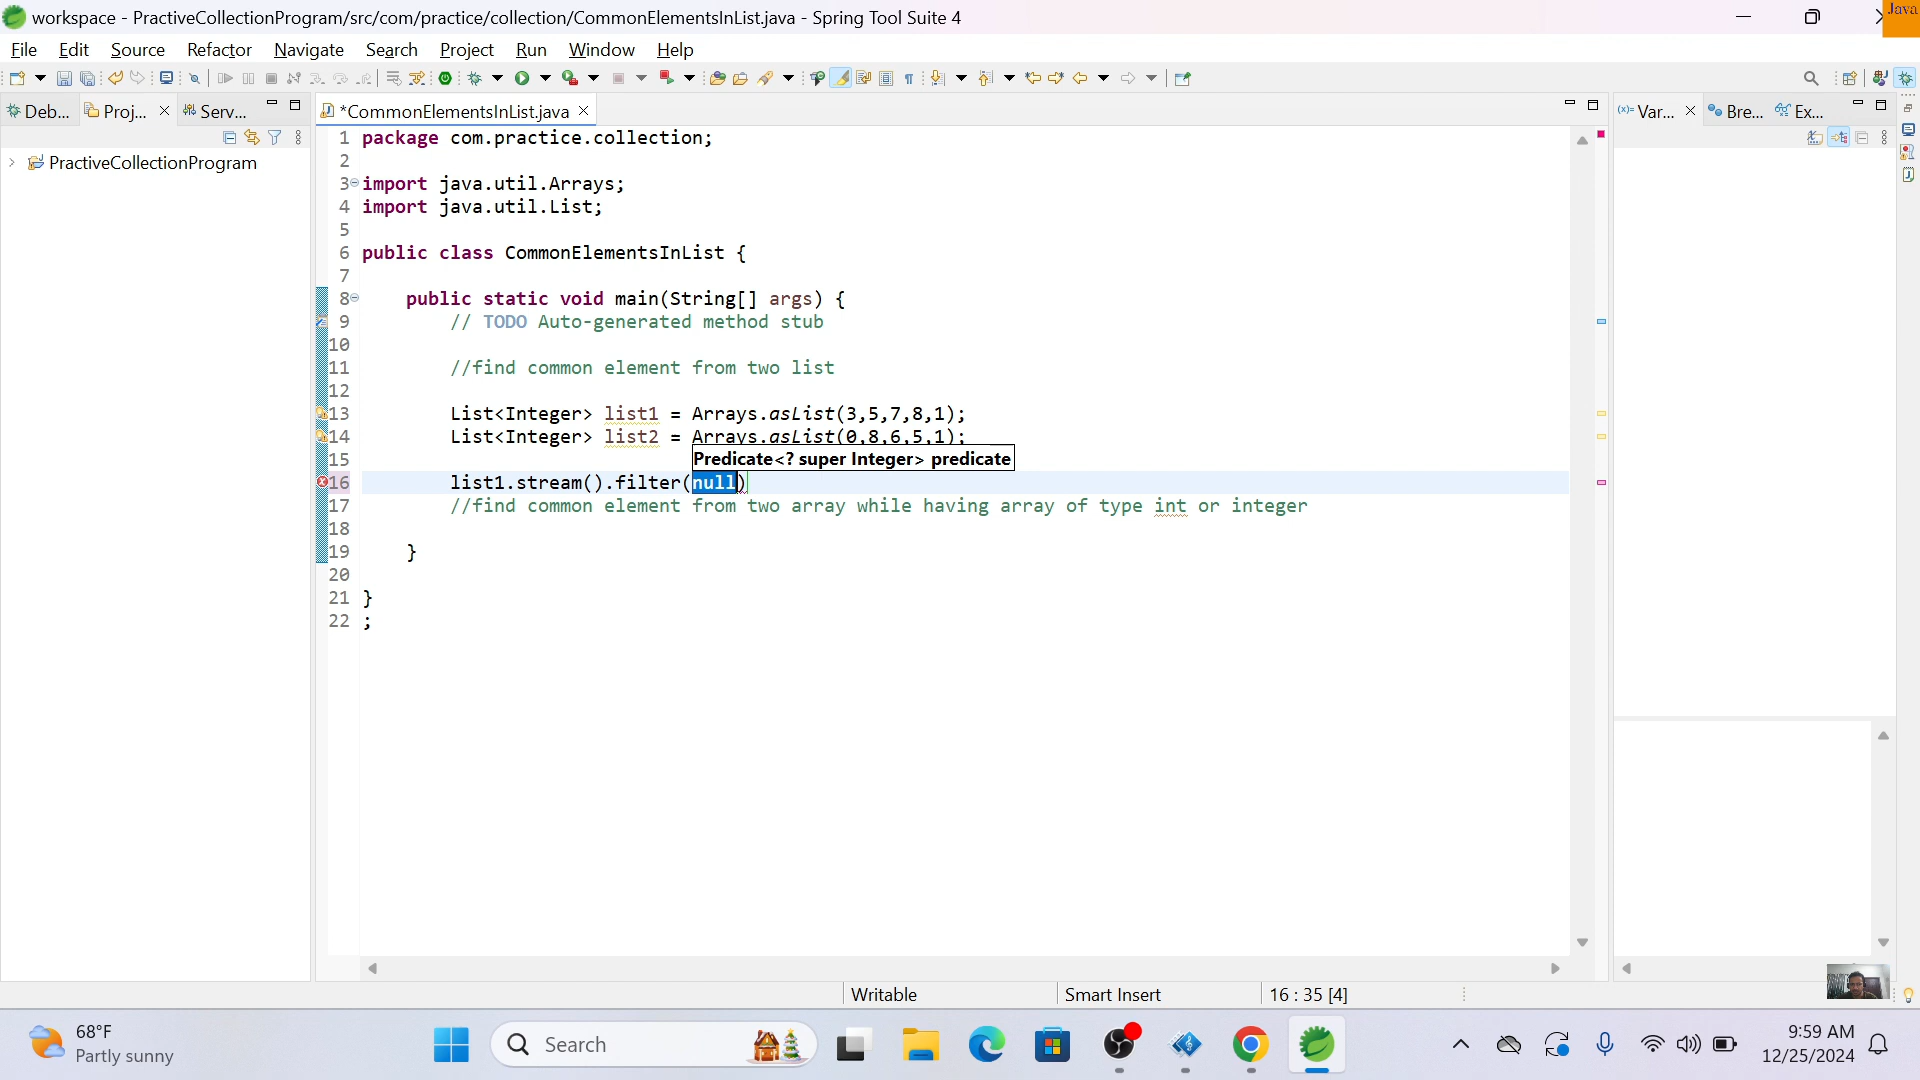 workspace - PractiveCollectionProgram/src/com/practice/collection/CommonElementsInList.java - Spring Tool Suite 4
Java
File Edit Source Refactor Navigate Search Project Run Window Help
Deb... Proj... Serv... *CommonElementsInList.java Var... Bre... Ex...
PractiveCollectionProgram
1 package com.practice.collection;
2
3 import java.util.Arrays;
4 import java.util.List;
5
6 public class CommonElementsInList {
7
8 public static void main(String[] args) {
9 // TODO Auto-generated method stub
10
11 //find common element from two list
12
13 List<Integer> list1 = Arrays.asList(3,5,7,8,1);
14 List<Integer> list2 = Arrays.asList(0,8,6,5,1);
15
Predicate<? super Integer> predicate
16 list1.stream().filter(null)
17 //find common element from two array while having array of type int or integer
18
19 }
20
21 }
22 ;
Writable Smart Insert 16 : 35 [4]
68°F
Partly sunny
Search
9:59 AM
12/25/2024